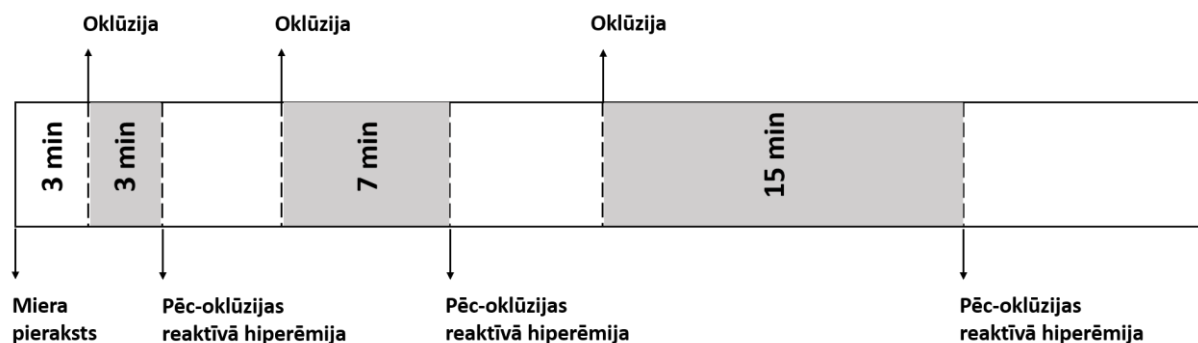 Oklūzija
Oklūzija
Oklūzija
3 min
3 min
7 min
15 min
Miera
pieraksts
Pēc-oklūzijas
reaktīvā hiperēmija
Pēc-oklūzijas
reaktīvā hiperēmija
Pēc-oklūzijas
reaktīvā hiperēmija